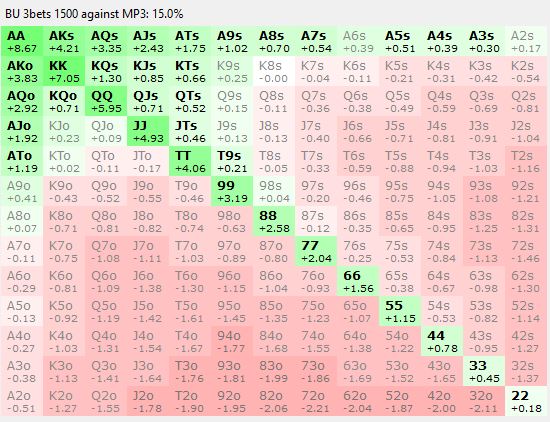 BU 3bets 1500 against MP3: 15.0%
AA AKs AQs AJs ATs A9s A8s A7s A6s A5s A4s A3s A2s
+8.67 +4.21 +3.35 +2.43 +1.75 +1.02 +0.70 +0.54 +0.39 +0.51 +0.39 +0.30 +0.17
AKo KK KQs KJs KTs K9s K8s K7s K6s K5s K4s K3s K2s
+3.83 +7.05 +1.30 +0.85 +0.66 +0.25 -0.00 -0.04 -0.11 -0.21 -0.31 -0.42 -0.54
AQo KQo QQ QJs QTs Q9s Q8s Q7s Q6s Q5s Q4s Q3s Q2s
+2.92 +0.71 +5.95 +0.71 +0.52 +0.15 -0.11 -0.36 -0.38 -0.49 -0.59 -0.69 -0.81
AJo KJo QJo JJ JTs J9s J8s J7s J6s J5s J4s J3s J2s
+1.92 +0.23 +0.09 +4.93 +0.46 +0.13 -0.13 -0.40 -0.66 -0.71 -0.81 -0.91 -1.04
ATo KTo QTo JTo TT T9s T8s T7s T6s T5s T4s T3s T2s
+1.19 +0.02 -0.11 -0.17 +4.06 +0.21 -0.05 -0.33 -0.59 -0.88 -0.94 -1.03 -1.16
A9o K9o Q9o J9o T9o 99 98s 97s 96s 95s 94s 93s 92s
+0.41 -0.43 -0.52 -0.55 -0.46 +3.19 +0.04 -0.20 -0.46 -0.75 -1.05 -1.08 -1.21
A8o K8o Q8o J8o T8o 98o 88 87s 86s 85s 84s 83s 82s
+0.07 -0.71 -0.81 -0.82 -0.74 -0.63 +2.58 -0.12 -0.35 -0.65 -0.95 -1.26 -1.31
A7o K7o Q7o J7o T7o 97o 87o 77 76s 75s 74s 73s 72s
-0.11 -0.75 -1.08 -1.11 -1.03 -0.89 -0.80 +2.04 -0.25 -0.53 -0.84 -1.13 -1.46
A6o K6o Q6o J6o T6o 96o 86o 76o 66 65s 64s 63s 62s
-0.29 -0.81 -1.09 -1.38 -1.30 -1.15 -1.04 -0.93 +1.56 -0.38 -0.67 -0.98 -1.30
A5o K5o Q5o J5o T5o 95o 85o 75o 65o 55 54s 53s 52s
-0.13 -0.92 -1.19 -1.42 -1.61 -1.45 -1.35 -1.23 -1.07 +1.15 -0.53 -0.82 -1.14
A4o K4o Q4o J4o T4o 94o 84o 74o 64o 54o 44 43s 42s
-0.27 -1.03 -1.31 -1.54 -1.67 -1.77 -1.68 -1.55 -1.38 -1.22 +0.78 -0.95 -1.27
A3o K3o Q3o J3o T3o 93o 83o 73o 63o 53o 43o 33 32s
-0.38 -1.13 -1.41 -1.64 -1.76 -1.81 -1.99 -1.86 -1.69 -1.52 -1.65 +0.45 -1.37
A2o K2o Q2o J2o T2o 92o 82o 72o 62o 52o 42o 32o 22
-0.51 -1.27 -1.55 -1.78 -1.90 -1.95 -2.06 -2.21 -2.04 -1.87 -2.00 -2.11 +0.18